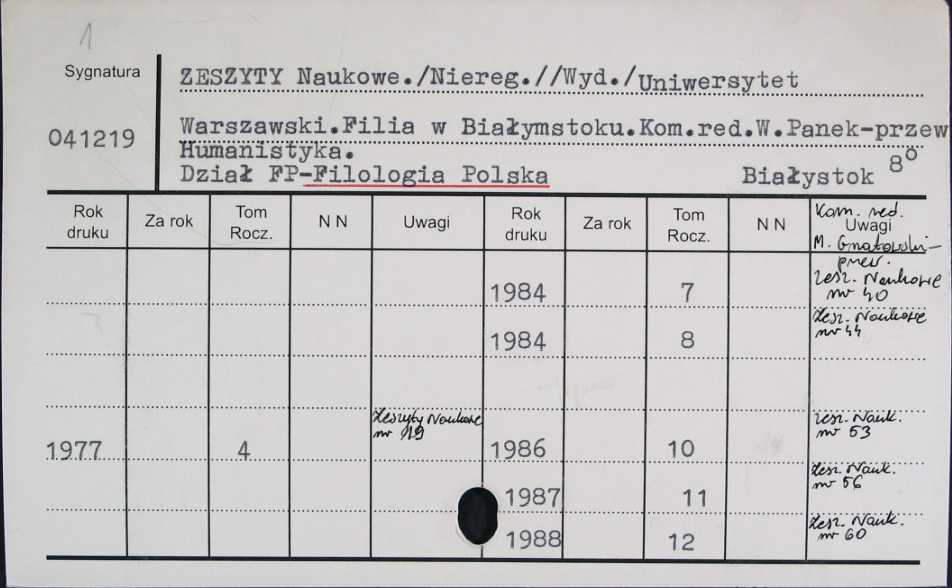 1
Sygnatura
ZESZYTY Naukowe./Niereg.//Wyd./Uniwersytet
041219
Warszawski.Filia w Białymstoku.Kom.red.W.Panek-przew
Humanistyka.
Dział FP-Filologia Polska Białystok 8°
Rok druku Za rok Tom Rocz. N N Uwagi Rok druku Za rok Tom Rocz. N N Uwagi
Kom. red.
M. Gnatowski-
przew.
1984 7 Zesz. Naukowe
nr 40
1984 8 Zesz. Naukowe
nr 44
1977 4 Zeszyty Naukowe
nr 19
1986 10 Zesz. Nauk.
nr 53
1987 11 Zesz. Nauk.
nr 56
1988 12 Zesz. Nauk.
nr 60